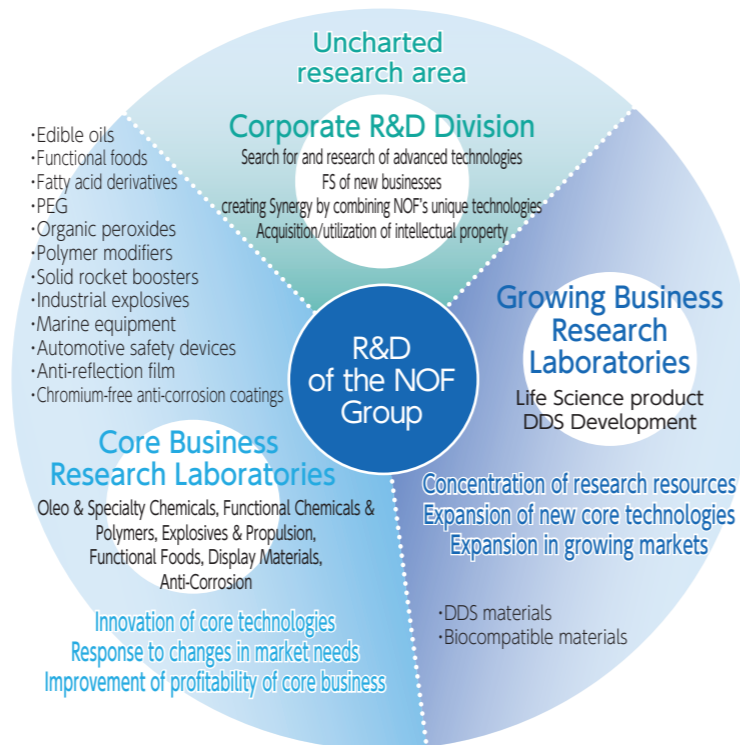 Uncharted
research area
Corporate R&D Division
Search for and research of advanced technologies
FS of new businesses
creating Synergy by combining NOF's unique technologies
Acquisition/utilization of intellectual property
・Edible oils
・Functional foods
・Fatty acid derivatives
・PEG
・Organic peroxides
・Polymer modifiers
・Solid rocket boosters
・Industrial explosives
・Marine equipment
・Automotive safety devices
・Anti-reflection film
・Chromium-free anti-corrosion coatings
R&D
of the NOF
Group
Growing Business
Research
Laboratories
Life Science product
DDS Development
Concentration of research resources
Expansion of new core technologies
Expansion in growing markets
・DDS materials
・Biocompatible materials
Core Business
Research Laboratories
Oleo & Specialty Chemicals, Functional Chemicals &
Polymers, Explosives & Propulsion,
Functional Foods, Display Materials,
Anti-Corrosion
Innovation of core technologies
Response to changes in market needs
Improvement of profitability of core business